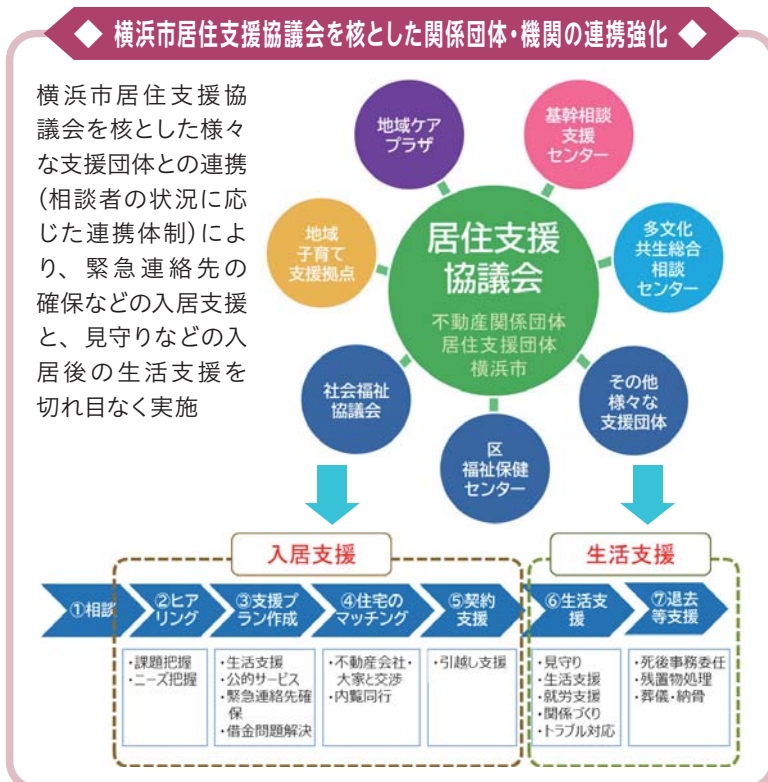 ◆ 横浜市居住支援協議会を核とした関係団体・機関の連携強化 ◆
横浜市居住支援協
議会を核とした様々
な支援団体との連携
(相談者の状況に応
じた連携体制)によ
り、緊急連絡先の
確保などの入居支援
と、見守りなどの入
居後の生活支援を
切れ目なく実施
地域ケア
プラザ
基幹相談
支援
センター
地域
子育て
支援拠点
居住支援
協議会
不動産関係団体
居住支援団体
横浜市
多文化
共生総合
相談
センター
社会福祉
協議会
その他
様々な
支援団体
区
福祉保健
センター
入居支援
生活支援
①相談
②ヒア
リング
③支援プ
ラン作成
④住宅の
マッチング
⑤契約
支援
⑥生活支
援
⑦退去
等支援
・課題把握
・ニーズ把握
・生活支援
・公的サービス
・緊急連絡先確
保
・借金問題解決
・不動産会社・
大家と交渉
・内覧同行
・引越し支援
・見守り
・生活支援
・就労支援
・関係づくり
・トラブル対応
・死後事務委任
・残置物処理
・葬儀・納骨